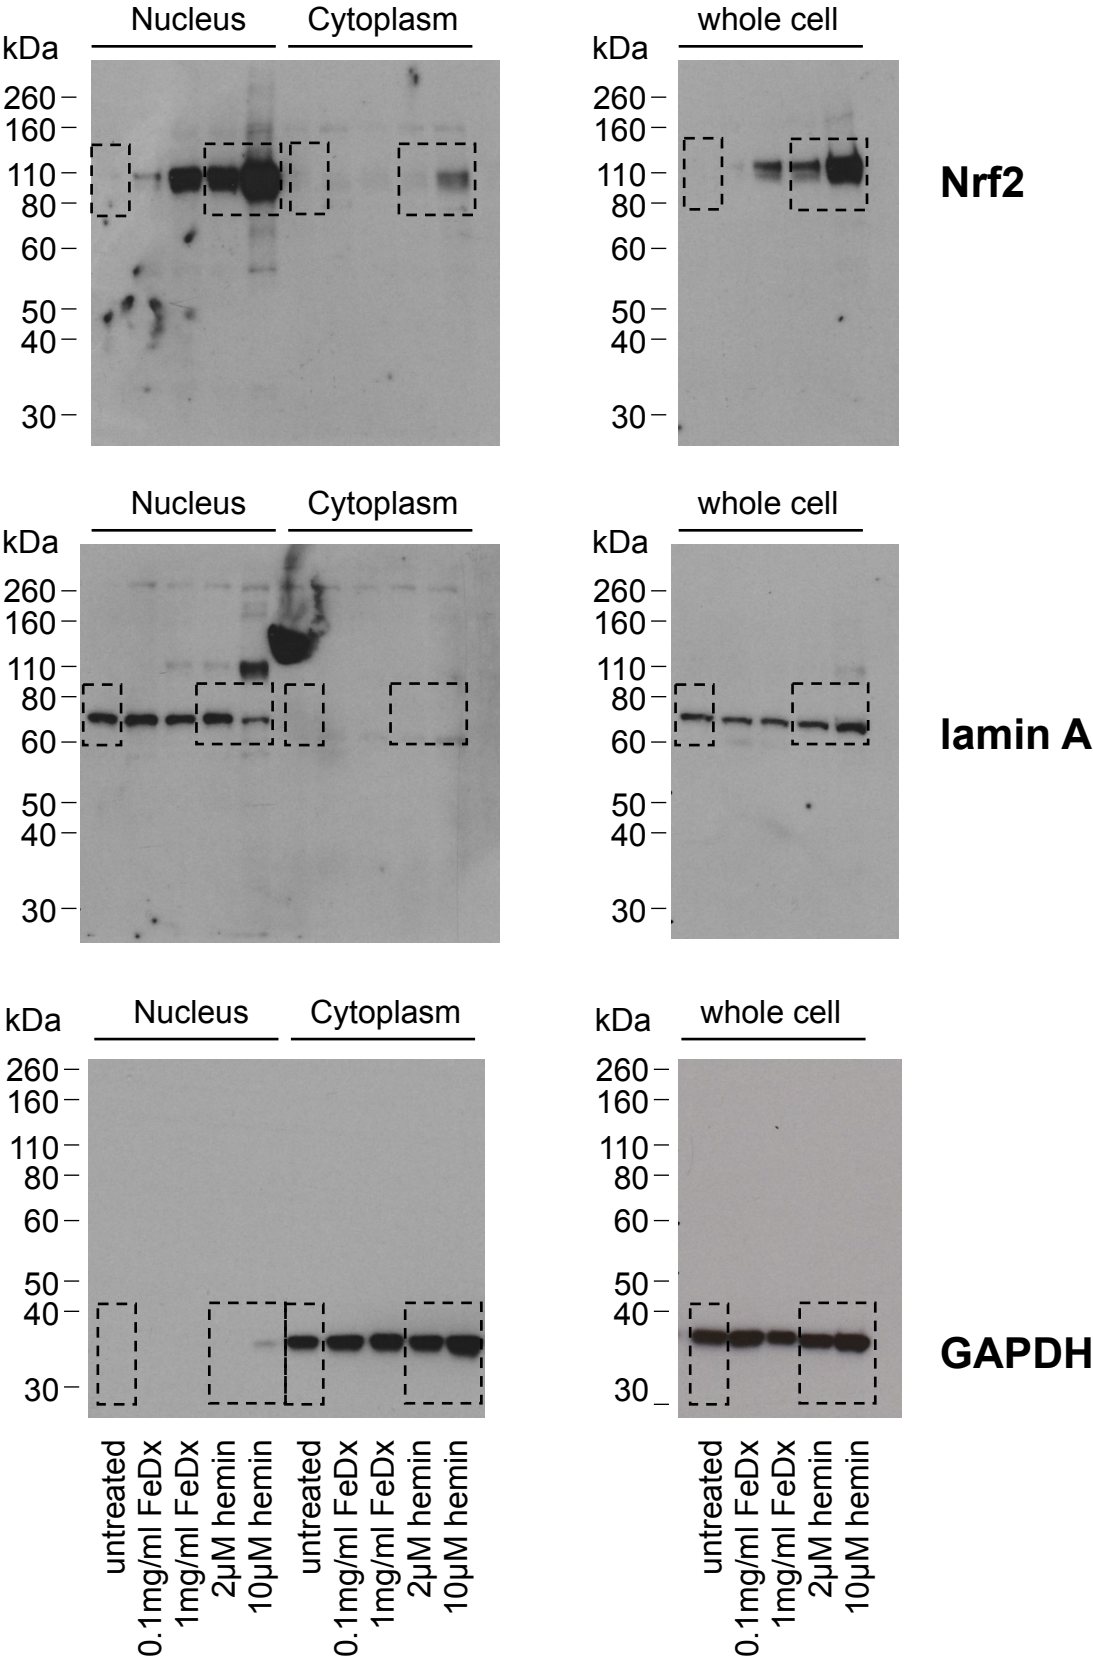 Nucleus Cytoplasm whole cell
kDa kDa
260 260
160 160
110 110 Nrf2
80 80
60 60
50 50
40 40
30 30
Nucleus Cytoplasm whole cell
kDa kDa
260 260
160 160
110 110
80 80
60 60 lamin A
50 50
40 40
30 30
Nucleus Cytoplasm whole cell
kDa kDa
260 260
160 160
110 110
80 80
60 60
50 50
40 40
GAPDH
30 30
untreated
0.1mg/ml FeDx
1mg/ml FeDx
2µM hemin
10µM hemin
untreated
0.1mg/ml FeDx
1mg/ml FeDx
2µM hemin
10µM hemin
untreated
0.1mg/ml FeDx
1mg/ml FeDx
2µM hemin
10µM hemin